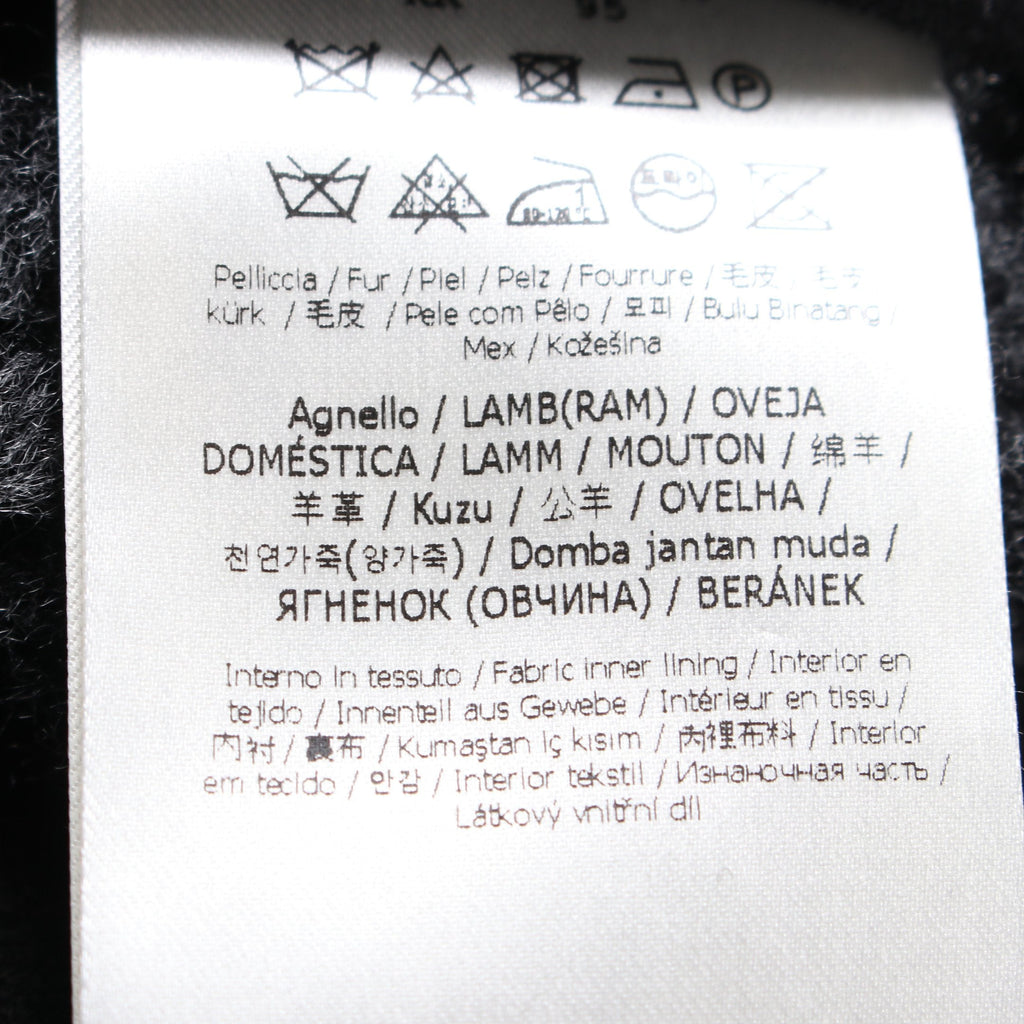 P
80-120 °C
Pelliccia / Fur / Piel / Pelz / Fourrure / 毛皮 / 毛皮
kürk / 毛皮 / Pele com Pêlo / 모피 / Bulu Binatang /
Mex / Kožešina
Agnello / LAMB(RAM) / OVEJA
DOMÉSTICA / LAMM / MOUTON / 绵羊 /
羊革 / Kuzu / 公羊 / OVELHA /
천연가죽(양가죽) / Domba jantan muda /
ЯГНЕНОК (ОВЧИНА) / BERÁNEK
Interno in tessuto / Fabric inner lining / Interior en
tejido / Innenteil aus Gewebe / Intérieur en tissu /
内衬 / 裏布 / Kumaştan iç kısım / 內裡布料 / Interior
em tecido / 안감 / Interior tekstil / Изнаночная часть /
Látkový vnitřní díl